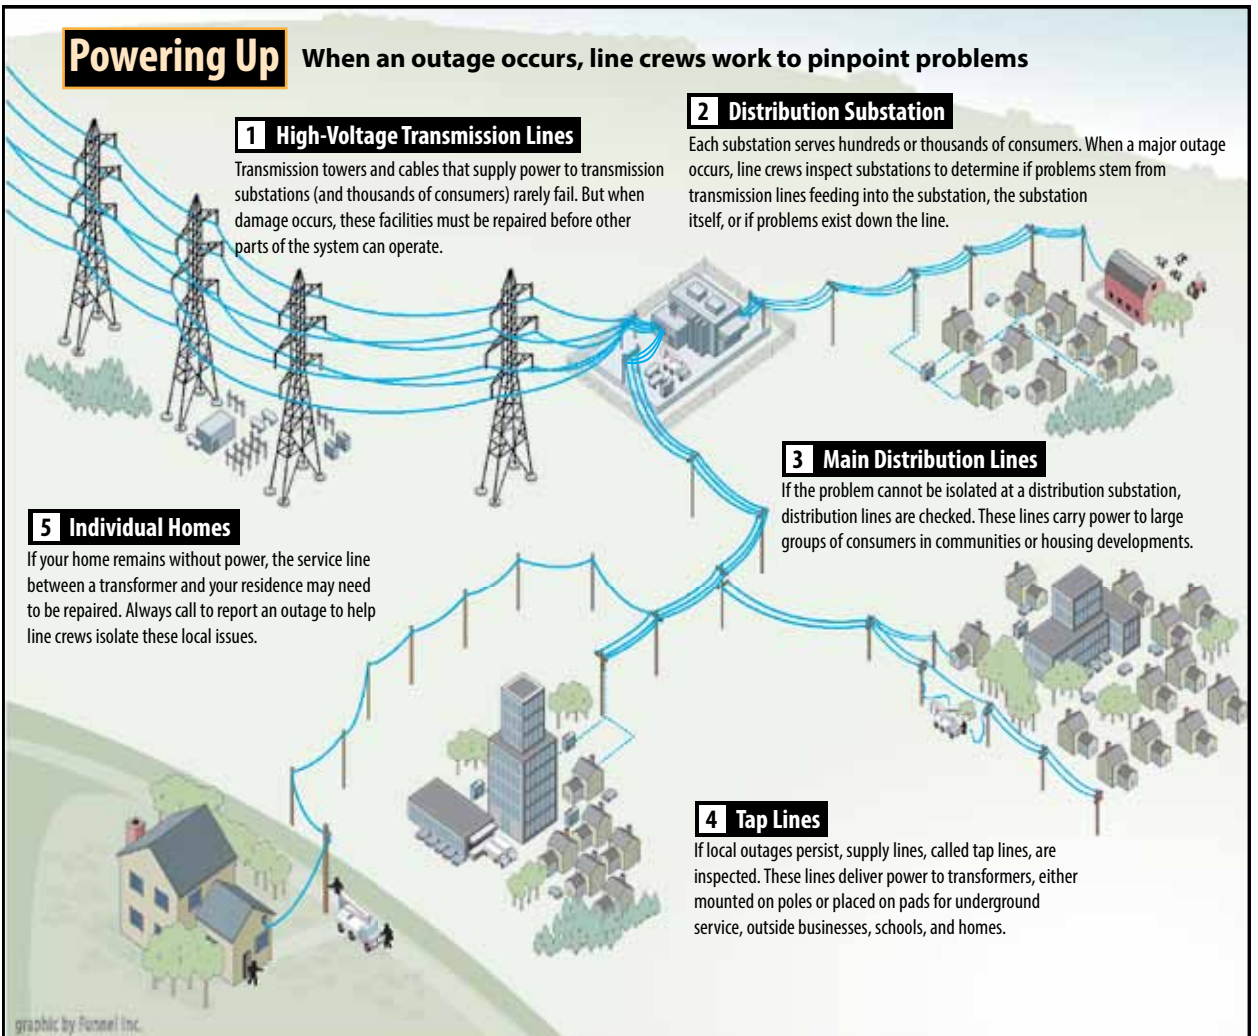 Powering Up When an outage occurs, line crews work to pinpoint problems
1 High-Voltage Transmission Lines
Transmission towers and cables that supply power to transmission
substations (and thousands of consumers) rarely fail. But when
damage occurs, these facilities must be repaired before other
parts of the system can operate.
2 Distribution Substation
Each substation serves hundreds or thousands of consumers. When a major outage
occurs, line crews inspect substations to determine if problems stem from
transmission lines feeding into the substation, the substation
itself, or if problems exist down the line.
3 Main Distribution Lines
If the problem cannot be isolated at a distribution substation,
distribution lines are checked. These lines carry power to large
groups of consumers in communities or housing developments.
4 Tap Lines
If local outages persist, supply lines, called tap lines, are
inspected. These lines deliver power to transformers, either
mounted on poles or placed on pads for underground
service, outside businesses, schools, and homes.
5 Individual Homes
If your home remains without power, the service line
between a transformer and your residence may need
to be repaired. Always call to report an outage to help
line crews isolate these local issues.
graphic by Funnel Inc.